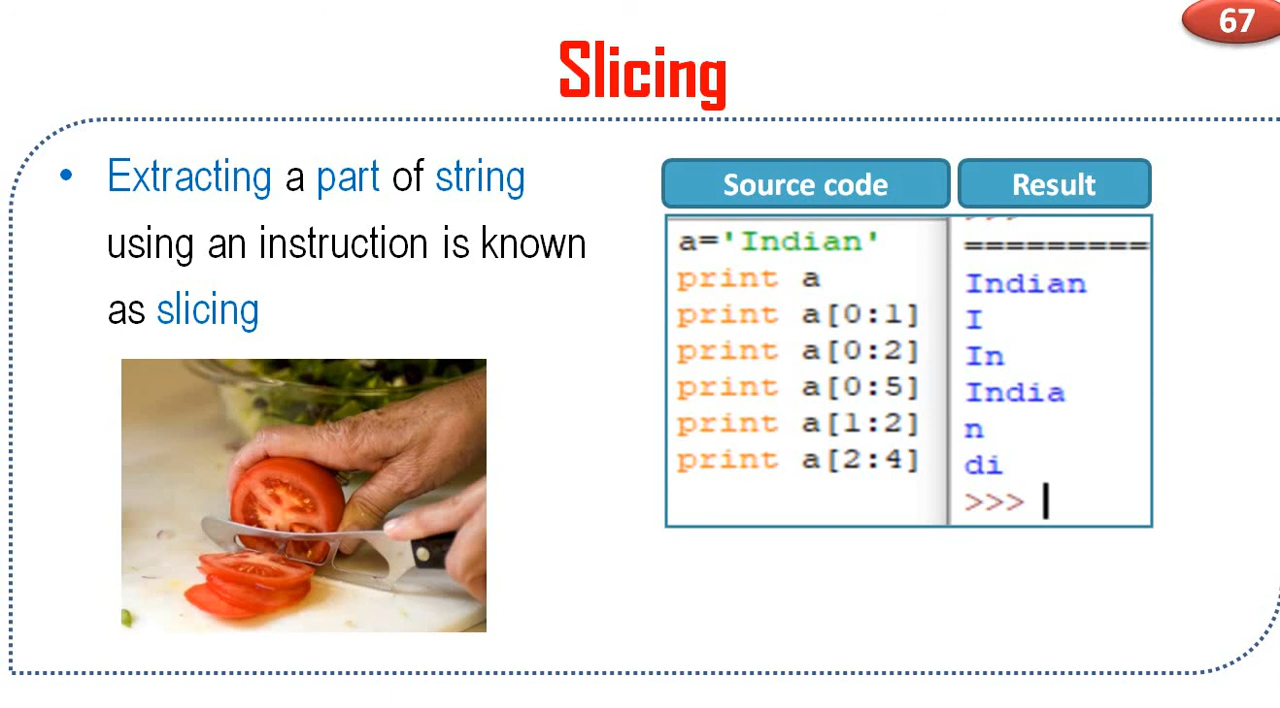 67
Slicing
• Extracting a part of string
using an instruction is known
as slicing
Source code
a='Indian'
print a
print a[0:1]
print a[0:2]
print a[0:5]
print a[1:2]
print a[2:4]
Result
==========
Indian
I
In
India
n
di
>>>